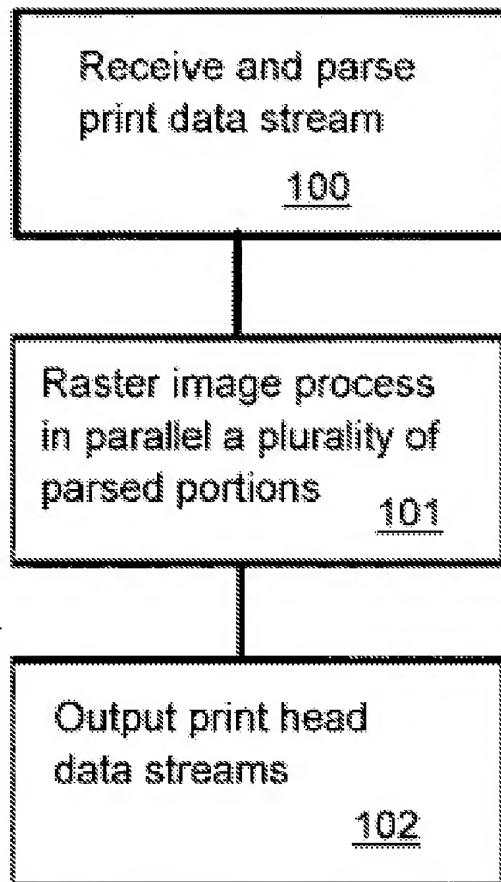 Receive and parse
print data stream
100
Raster image process
in parallel a plurality of
parsed portions
101
Output print head
data streams
102